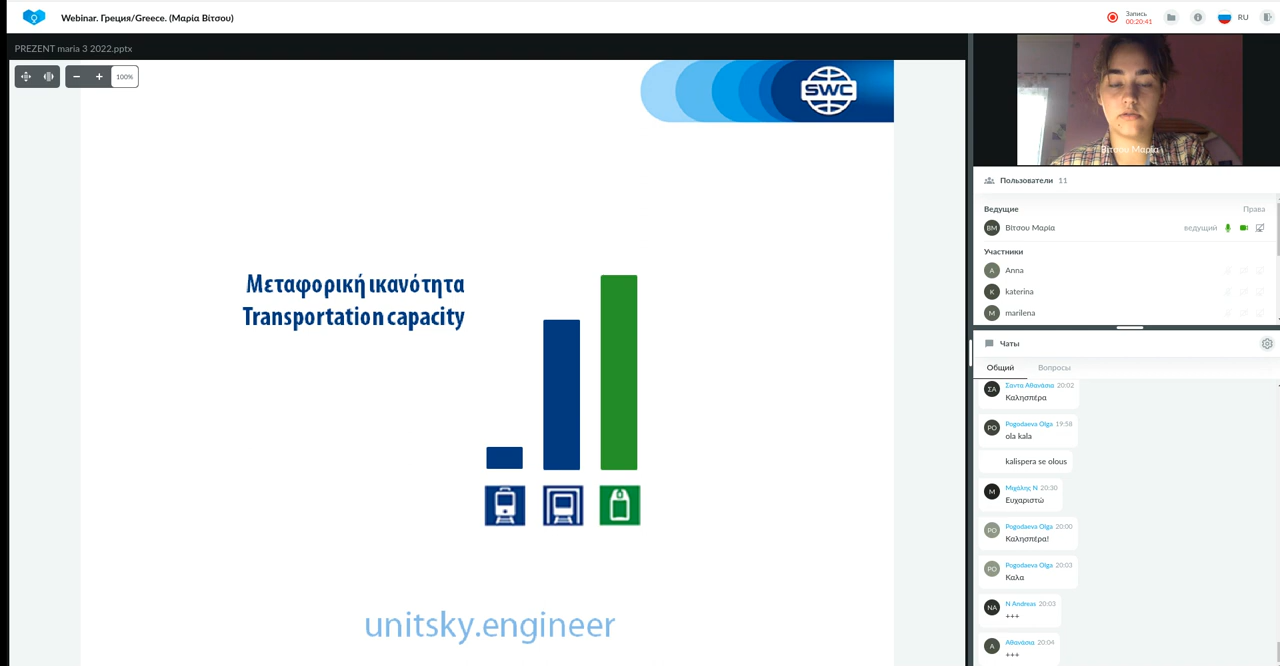 Webinar. Греция/Greece. (Μαρία Βίτσου)
Запись
00:20:41
RU
PREZENT maria 3 2022.pptx
100%
SWC
Μεταφορική ικανότητα
Transportation capacity
unitsky.engineer
Βίτσου Μαρία
Пользователи 11
Ведущие
Права
ΒΜ
Βίτσου Μαρία
ведущий
Участники
A
Anna
K
katerina
M
marilena
Чаты
Общий
Вопросы
ΣΑ
Σαντα Αθανάσια 20:02
Καλησπέρα
PO
Pogodaeva Olga 19:58
ola kala
kalispera se olous
Μ
Μιχάλης Ν 20:30
Ευχαριστώ
PO
Pogodaeva Olga 20:00
Καλησπέρα!
PO
Pogodaeva Olga 20:03
Καλα
NA
N Andreas 20:03
+++
Α
Αθανάσια 20:04
+++